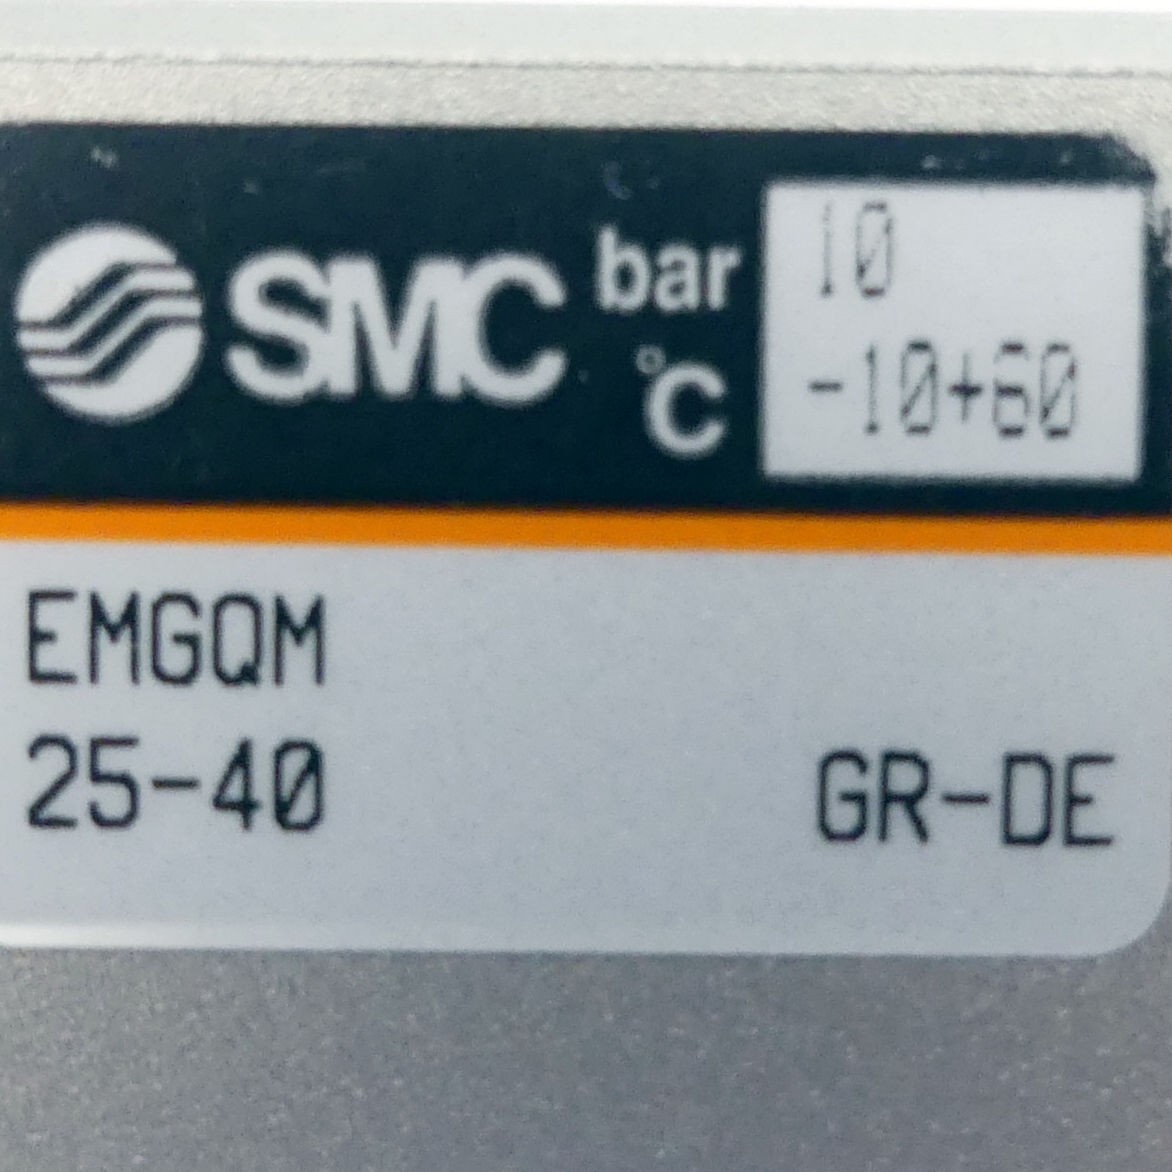 SMC bar 10
°C -10+60
EMGQM
25-40 GR-DE